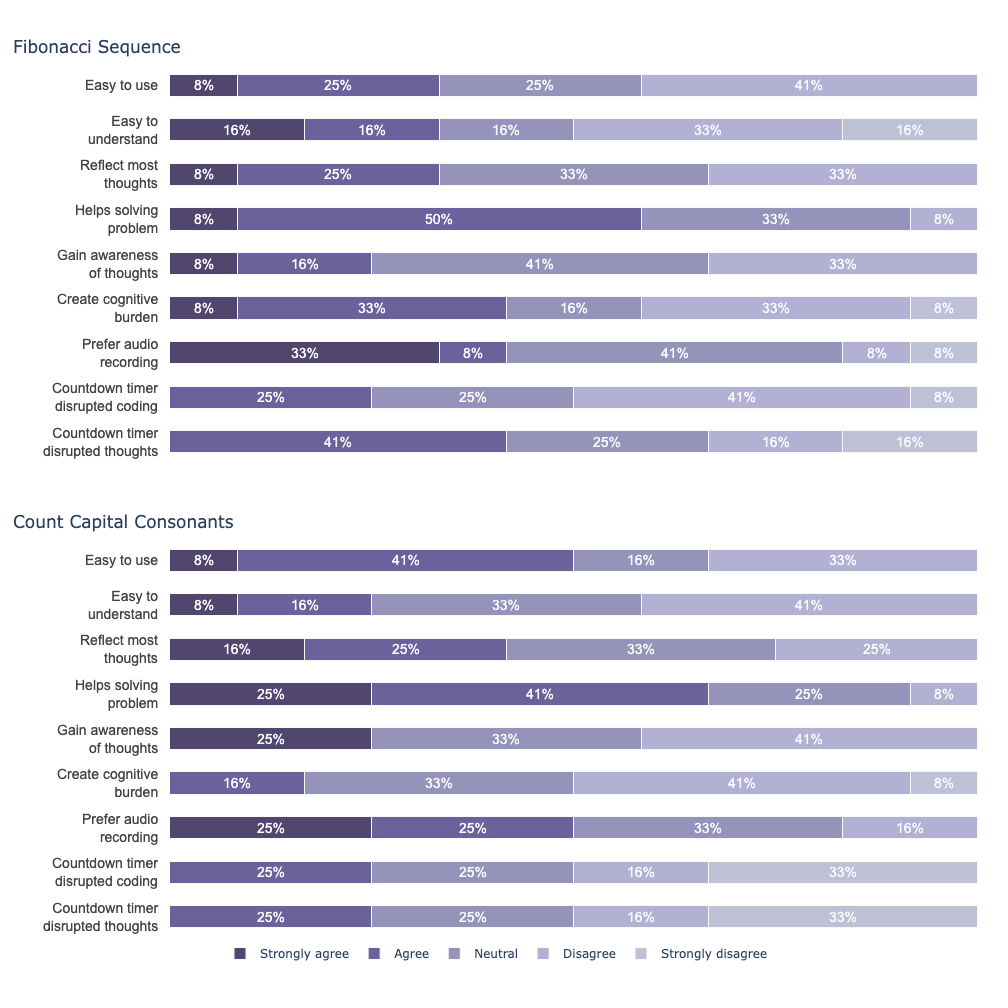 Fibonacci Sequence
Easy to use
8% 25% 25% 41%
Easy to
understand
16% 16% 16% 33% 16%
Reflect most
thoughts
8% 25% 33% 33%
Helps solving
problem
8% 50% 33% 8%
Gain awareness
of thoughts
8% 16% 41% 33%
Create cognitive
burden
8% 33% 16% 33% 8%
Prefer audio
recording
33% 8% 41% 8% 8%
Countdown timer
disrupted coding
25% 25% 41% 8%
Countdown timer
disrupted thoughts
41% 25% 16% 16%
Count Capital Consonants
Easy to use
8% 41% 16% 33%
Easy to
understand
8% 16% 33% 41%
Reflect most
thoughts
16% 25% 33% 25%
Helps solving
problem
25% 41% 25% 8%
Gain awareness
of thoughts
25% 33% 41%
Create cognitive
burden
16% 33% 41% 8%
Prefer audio
recording
25% 25% 33% 16%
Countdown timer
disrupted coding
25% 25% 16% 33%
Countdown timer
disrupted thoughts
25% 25% 16% 33%
Strongly agree Agree Neutral Disagree Strongly disagree